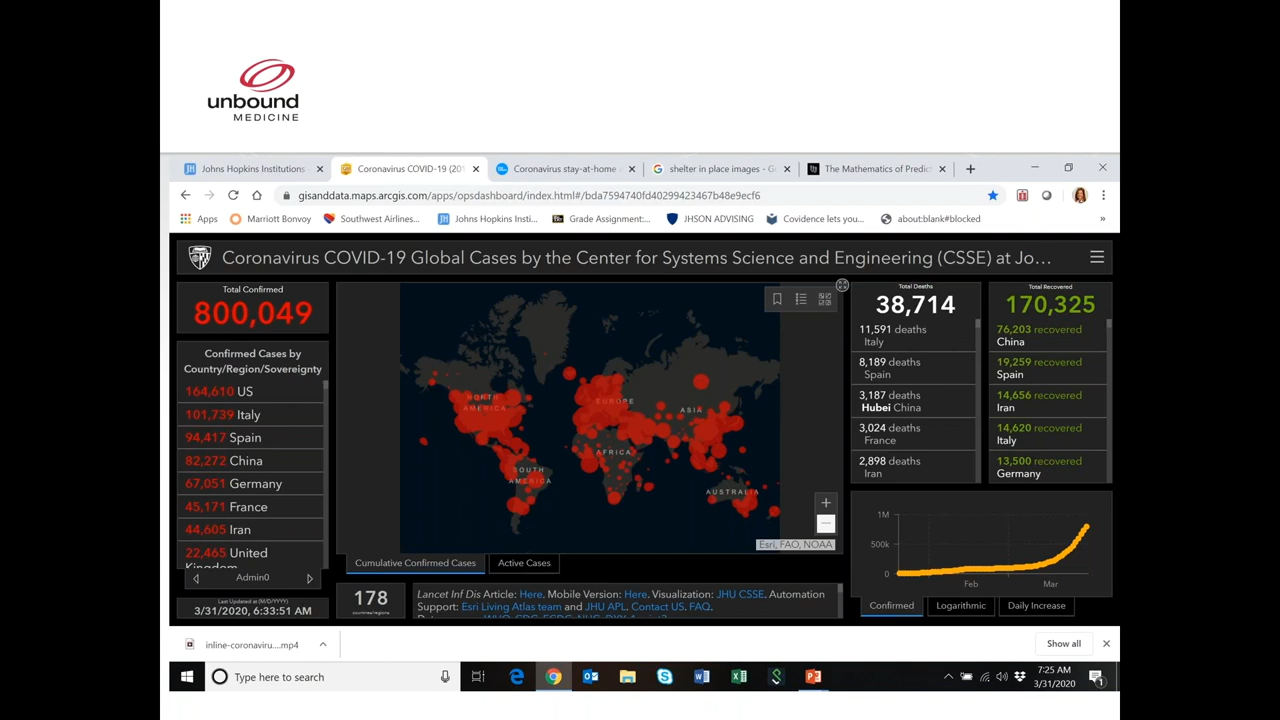 unbound
MEDICINE
Johns Hopkins Institutions
Coronavirus COVID-19 (201
Coronavirus stay-at-home
shelter in place images - G
The Mathematics of Predict
gisanddata.maps.arcgis.com/apps/opsdashboard/index.html#/bda7594740fd40299423467b48e9ecf6
Apps
Marriott Bonvoy
Southwest Airlines...
Johns Hopkins Insti...
Grade Assignment:...
JHSON ADVISING
Covidence lets you...
about:blank#blocked
»
Coronavirus COVID-19 Global Cases by the Center for Systems Science and Engineering (CSSE) at Jo...
Total Confirmed
800,049
Confirmed Cases by
Country/Region/Sovereignty
164,610 US
101,739 Italy
94,417 Spain
82,272 China
67,051 Germany
45,171 France
44,605 Iran
22,465 United
Kingdom
Admin0
Last Updated at (M/D/YYYY)
3/31/2020, 6:33:51 AM
NORTH
AMERICA
EUROPE
ASIA
AFRICA
SOUTH
AMERICA
AUSTRALIA
Esri, FAO, NOAA
Cumulative Confirmed Cases
Active Cases
178
countries/regions
Lancet Inf Dis Article: Here. Mobile Version: Here. Visualization: JHU CSSE. Automation
Support: Esri Living Atlas team and JHU APL. Contact US. FAQ.
Total Deaths
38,714
11,591 deaths
Italy
8,189 deaths
Spain
3,187 deaths
Hubei China
3,024 deaths
France
2,898 deaths
Iran
Total Recovered
170,325
76,203 recovered
China
19,259 recovered
Spain
14,656 recovered
Iran
14,620 recovered
Italy
13,500 recovered
Germany
1M
500k
0
Feb
Mar
Confirmed
Logarithmic
Daily Increase
inline-coronaviru....mp4
Show all
Type here to search
7:25 AM
3/31/2020
1